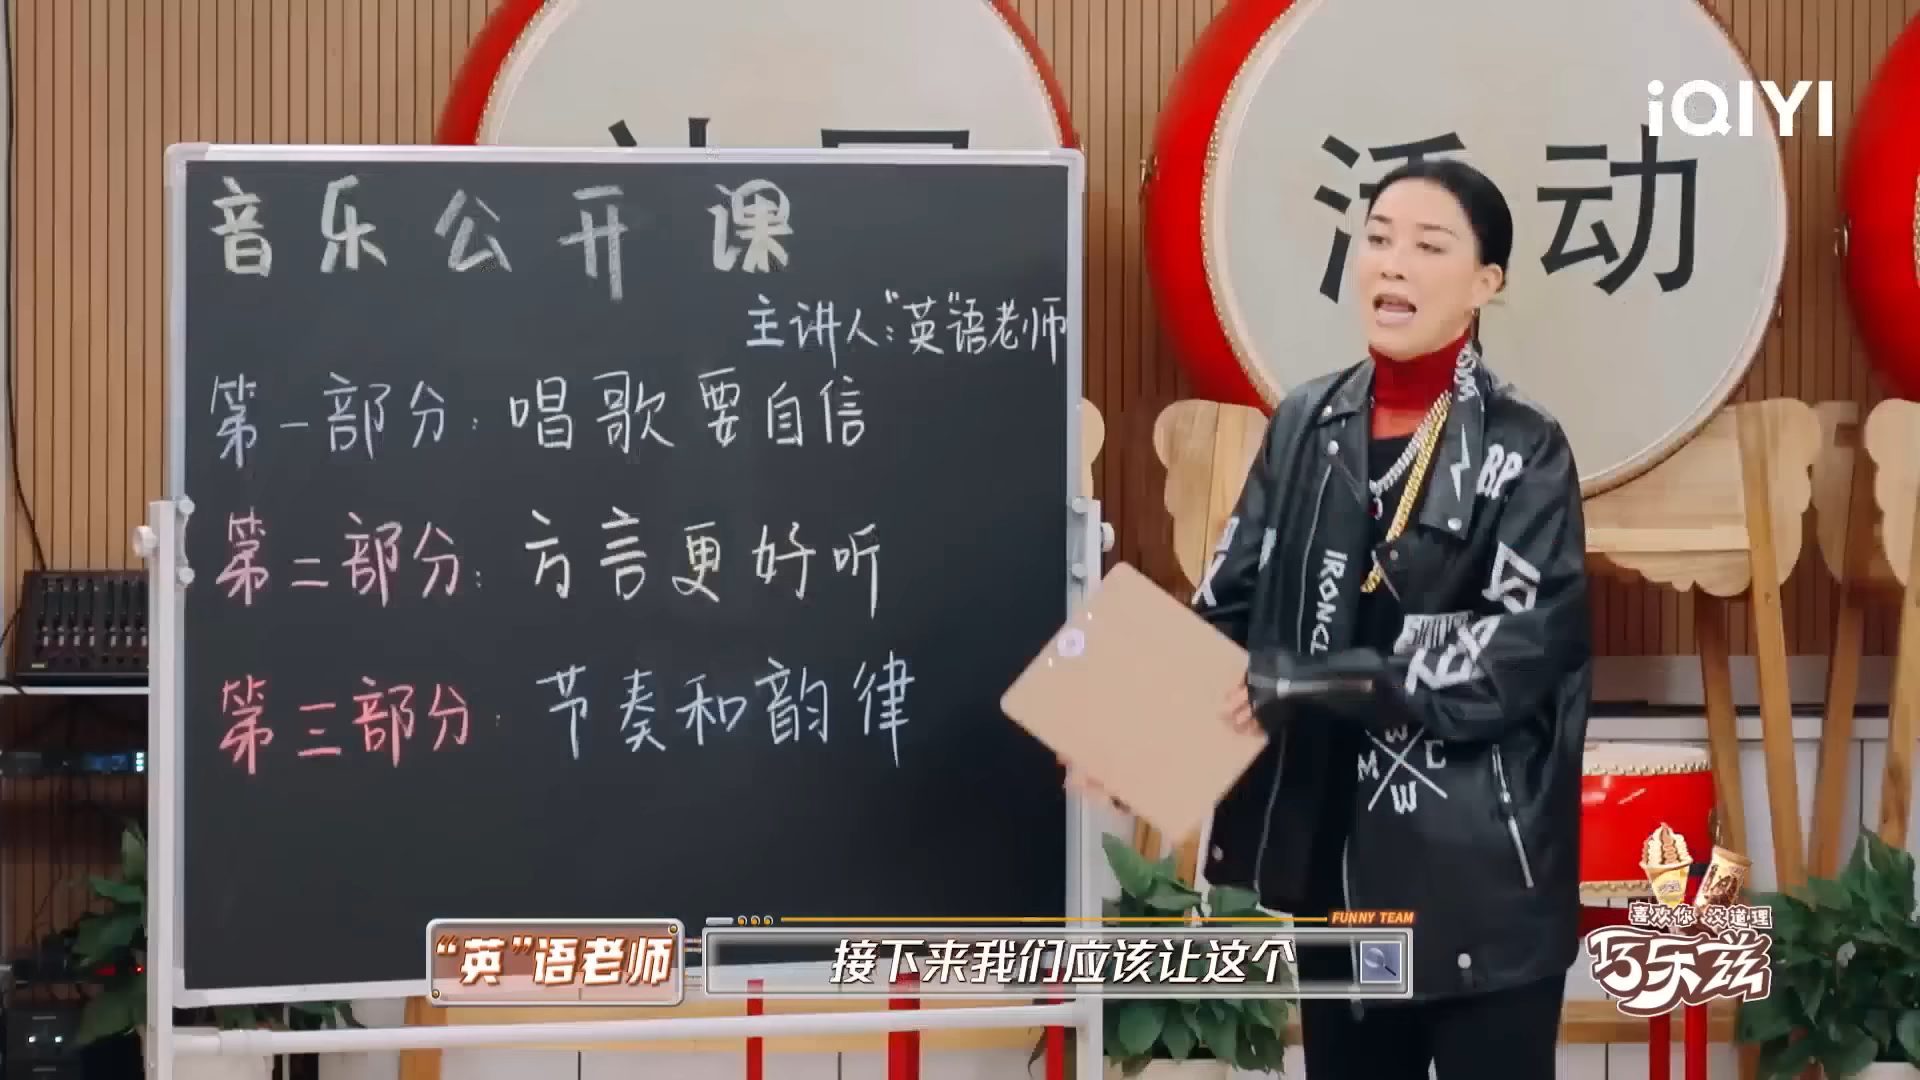 iQIYI
活动
音乐公开课
主讲人:“英”语老师
第一部分:唱歌要自信
第二部分:方言更好听
第三部分:节奏和韵律
BP
IRONCL
M W C W
FUNNY TEAM
“英”语老师
接下来我们应该让这个
喜欢你 没道理
巧乐兹